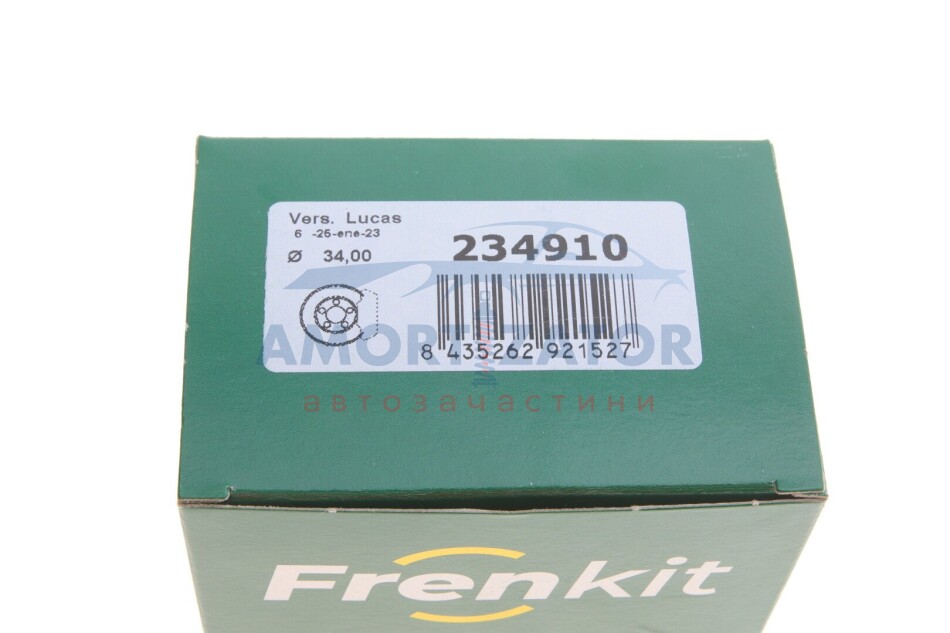 Vers. Lucas
6 -25-ene-23
Ø 34,00
234910
8 435262 921527
AMORTIZATOR
автозачастини
Frenkit